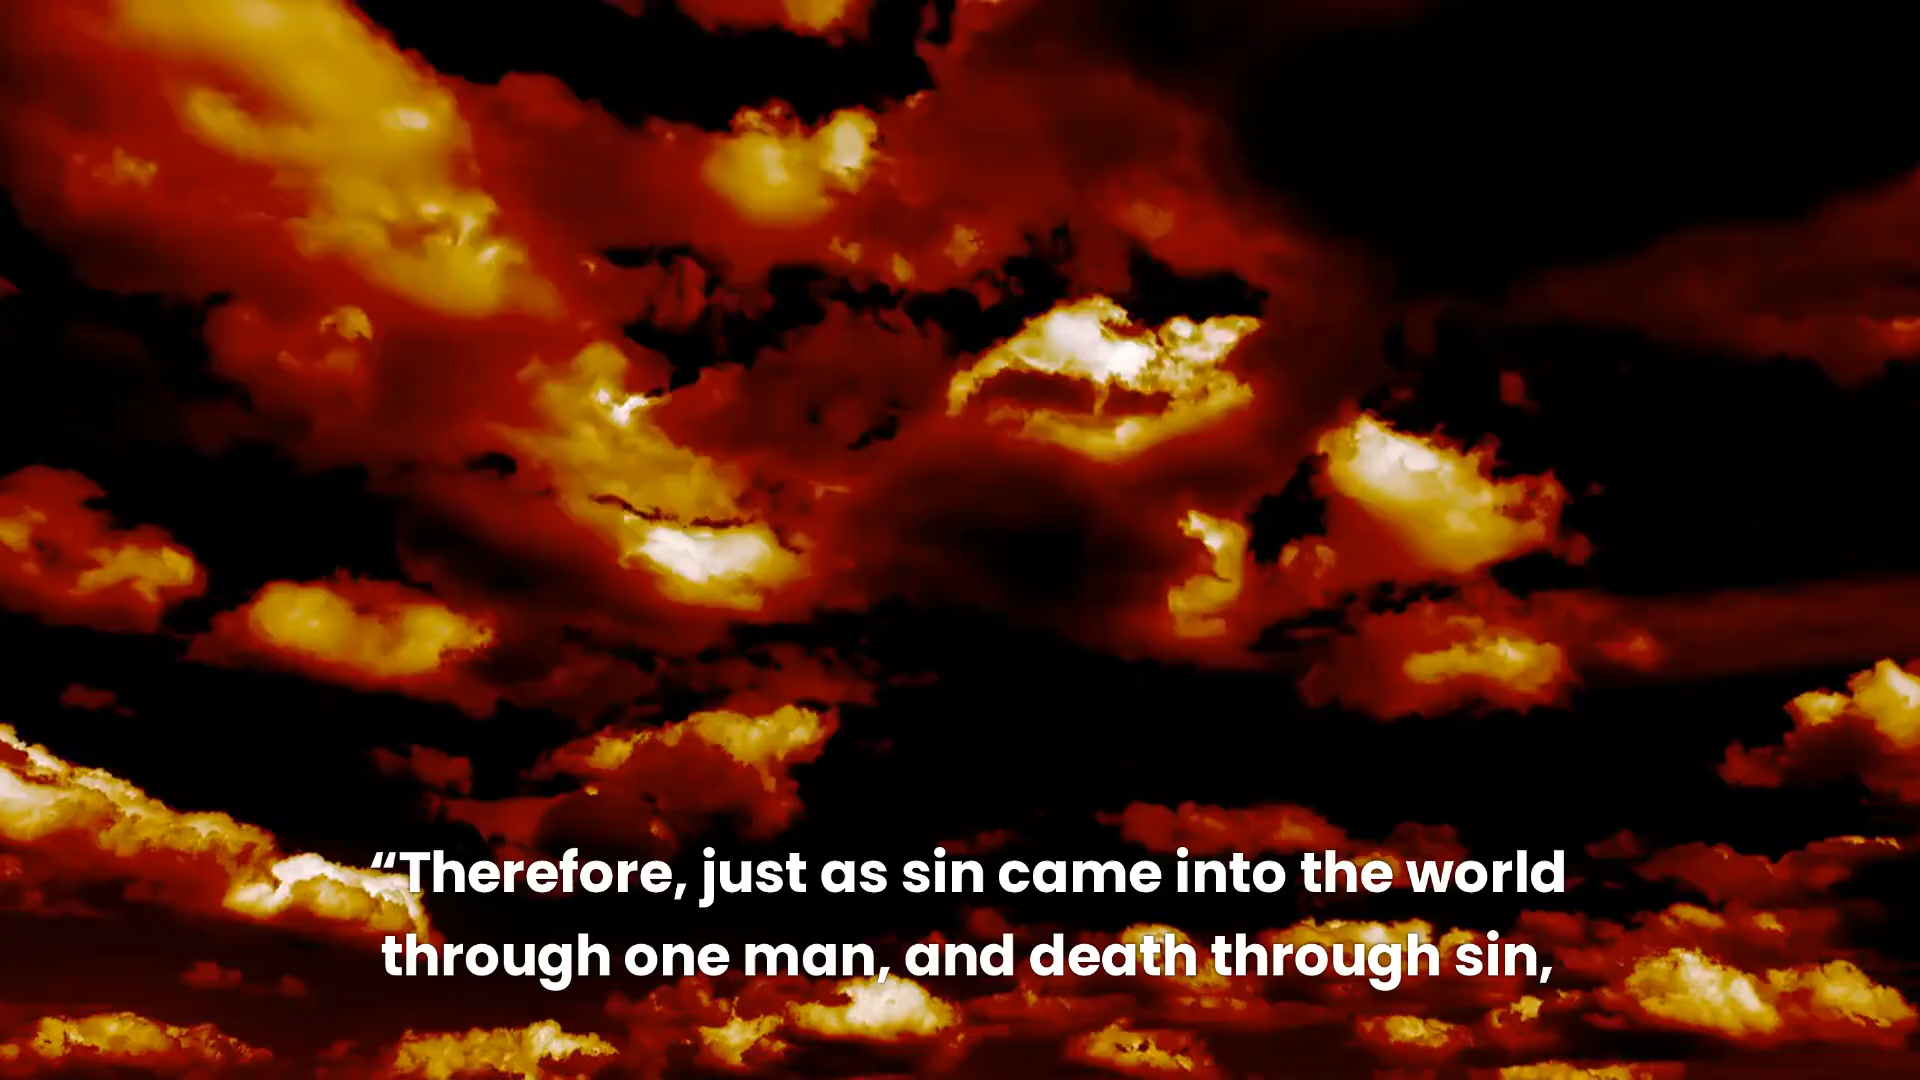 “Therefore, just as sin came into the world
through one man, and death through sin,